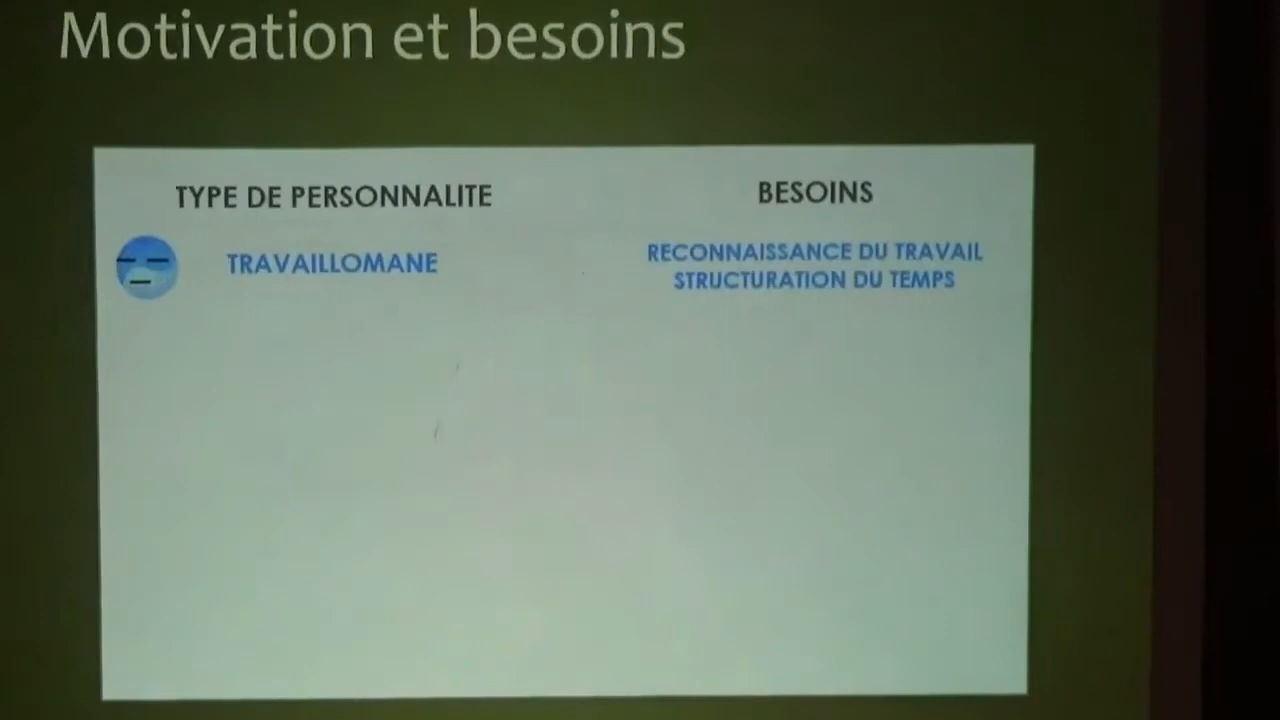 Motivation et besoins
TYPE DE PERSONNALITE
BESOINS
TRAVAILLOMANE
RECONNAISSANCE DU TRAVAIL
STRUCTURATION DU TEMPS